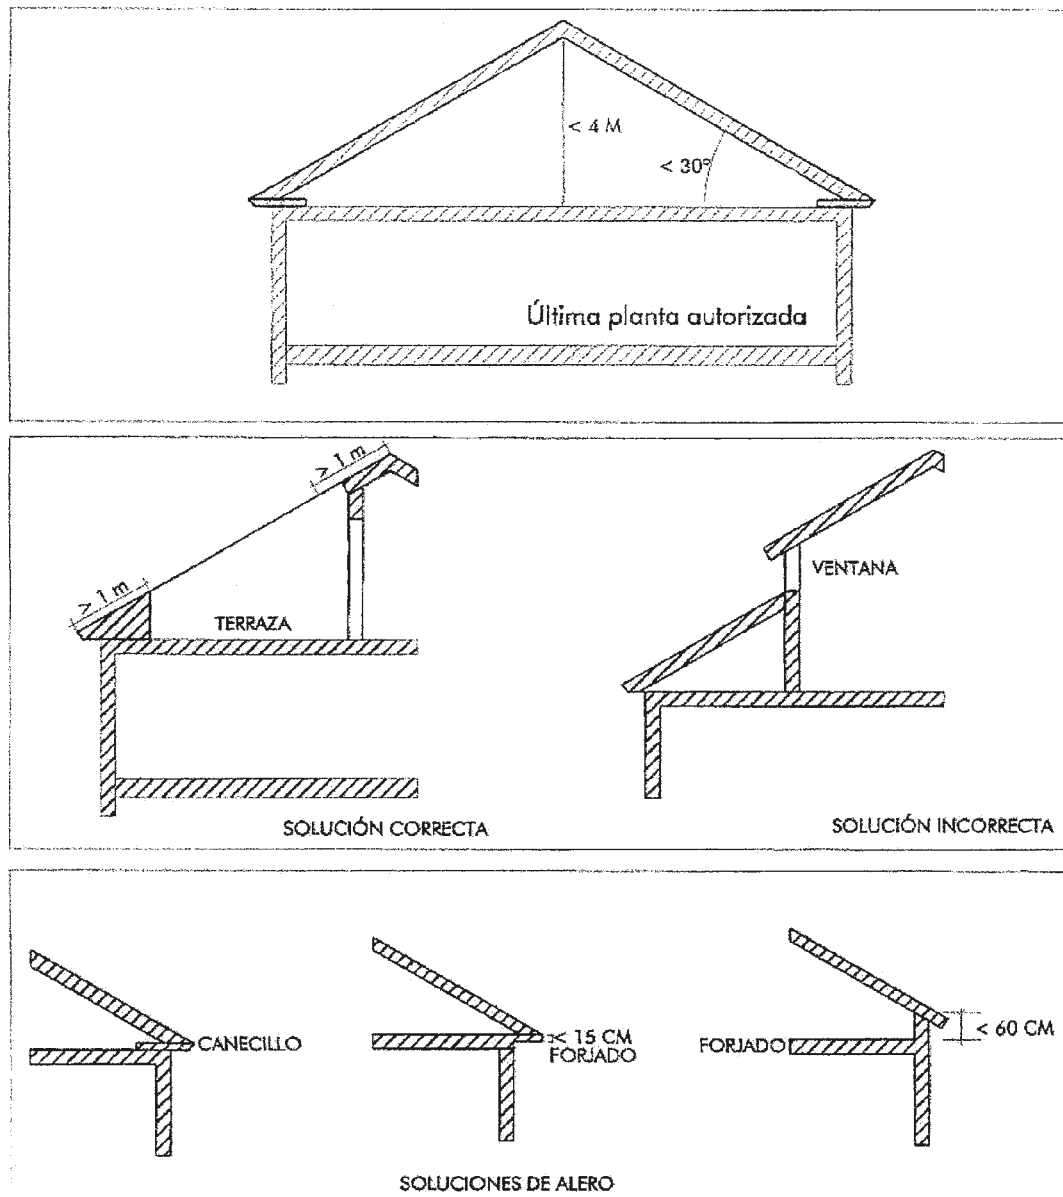 < 4 M
< 30º
Última planta autorizada
> 1 m
> 1 m
TERRAZA
VENTANA
SOLUCIÓN CORRECTA
SOLUCIÓN INCORRECTA
CANECILLO
< 15 CM
FORJADO
FORJADO
< 60 CM
SOLUCIONES DE ALERO